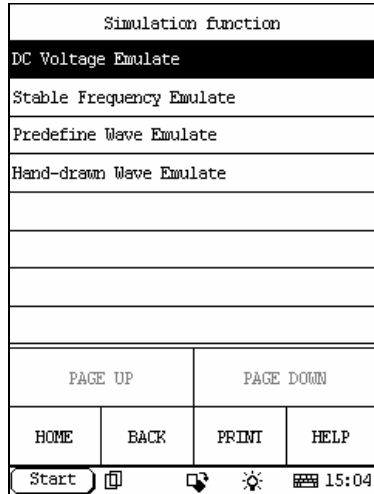 Simulation function
DC Voltage Emulate
Stable Frequency Emulate
Predefine Wave Emulate
Hand-drawn Wave Emulate
PAGE UP PAGE DOWN
HOME BACK PRINT HELP
Start 15:04